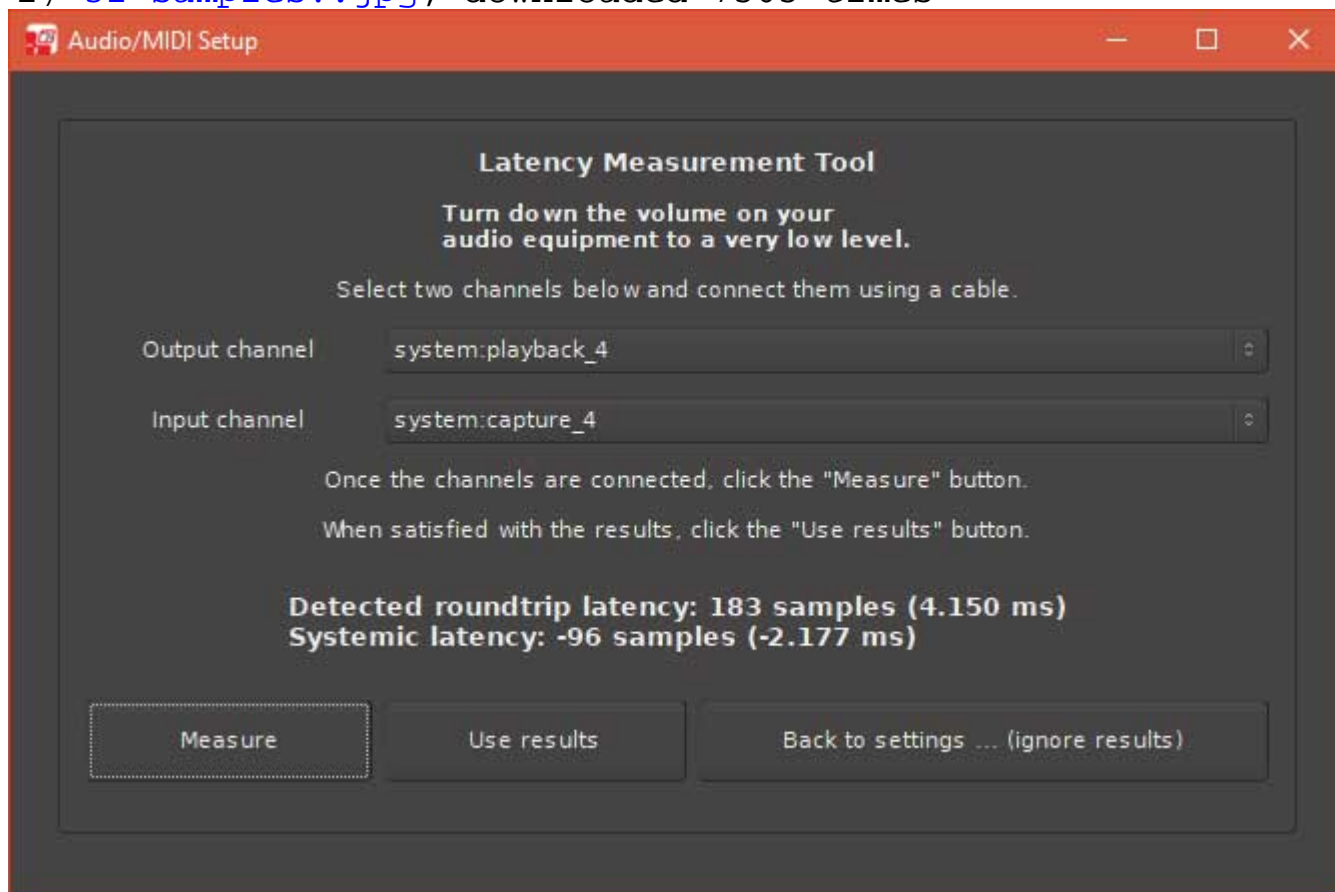 Audio/MIDI Setup
Latency Measurement Tool
Turn down the volume on your
audio equipment to a very low level.
Select two channels below and connect them using a cable.
Output channel system:playback_4
Input channel system:capture_4
Once the channels are connected, click the "Measure" button.
When satisfied with the results, click the "Use results" button.
Detected roundtrip latency: 183 samples (4.150 ms)
Systemic latency: -96 samples (-2.177 ms)
Measure Use results Back to settings ... (ignore results)